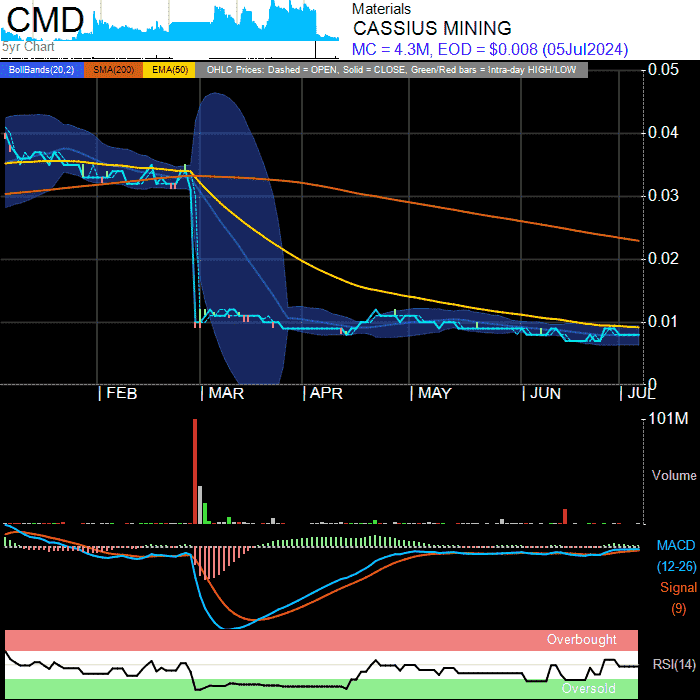 CMD
5yr Chart
Materials
CASSIUS MINING
MC = 4.3M, EOD = $0.008 (05Jul2024)
BollBands(20,2) SMA(200) EMA(50) OHLC Prices: Dashed = OPEN, Solid = CLOSE, Green/Red bars = Intra-day HIGH/LOW
0.05
0.04
0.03
0.02
0.01
0
FEB MAR APR MAY JUN JUL
101M
Volume
MACD
(12-26)
Signal
(9)
Overbought
RSI(14)
Oversold